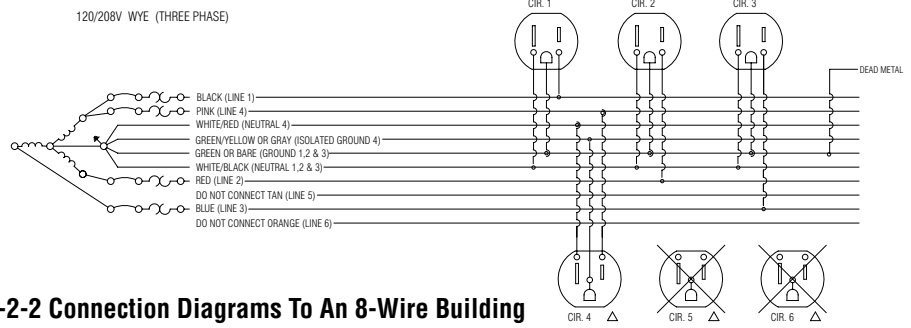 CIR. 1
CIR. 2
CIR. 3
120/208V WYE (THREE PHASE)
DEAD METAL
BLACK (LINE 1)
PINK (LINE 4)
WHITE/RED (NEUTRAL 4)
GREEN/YELLOW OR GRAY (ISOLATED GROUND 4)
GREEN OR BARE (GROUND 1,2 & 3)
WHITE/BLACK (NEUTRAL 1,2 & 3)
RED (LINE 2)
DO NOT CONNECT TAN (LINE 5)
BLUE (LINE 3)
DO NOT CONNECT ORANGE (LINE 6)
-2-2 Connection Diagrams To An 8-Wire Building
CIR. 4
CIR. 5
CIR. 6